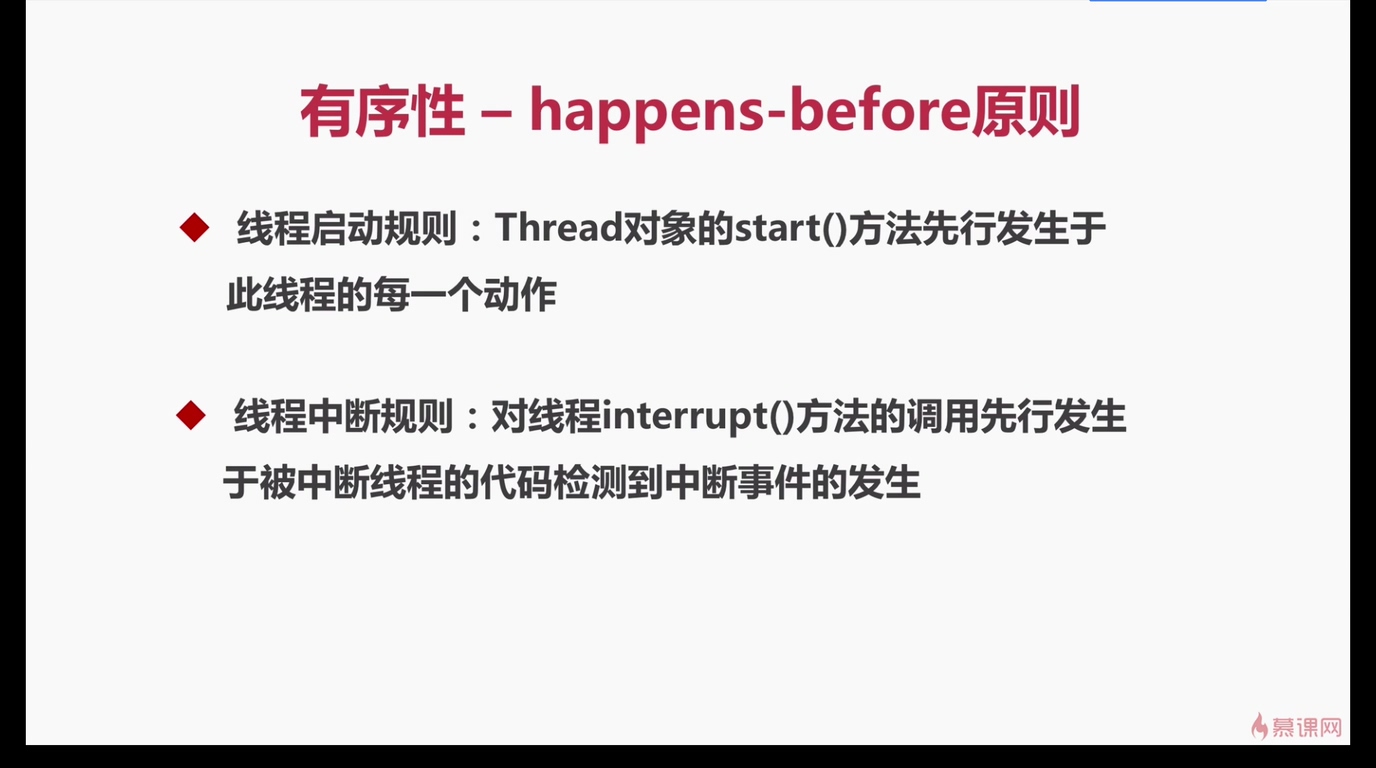 有序性 – happens-before原则
线程启动规则：Thread对象的start()方法先行发生于
此线程的每一个动作
线程中断规则：对线程interrupt()方法的调用先行发生
于被中断线程的代码检测到中断事件的发生
慕课网